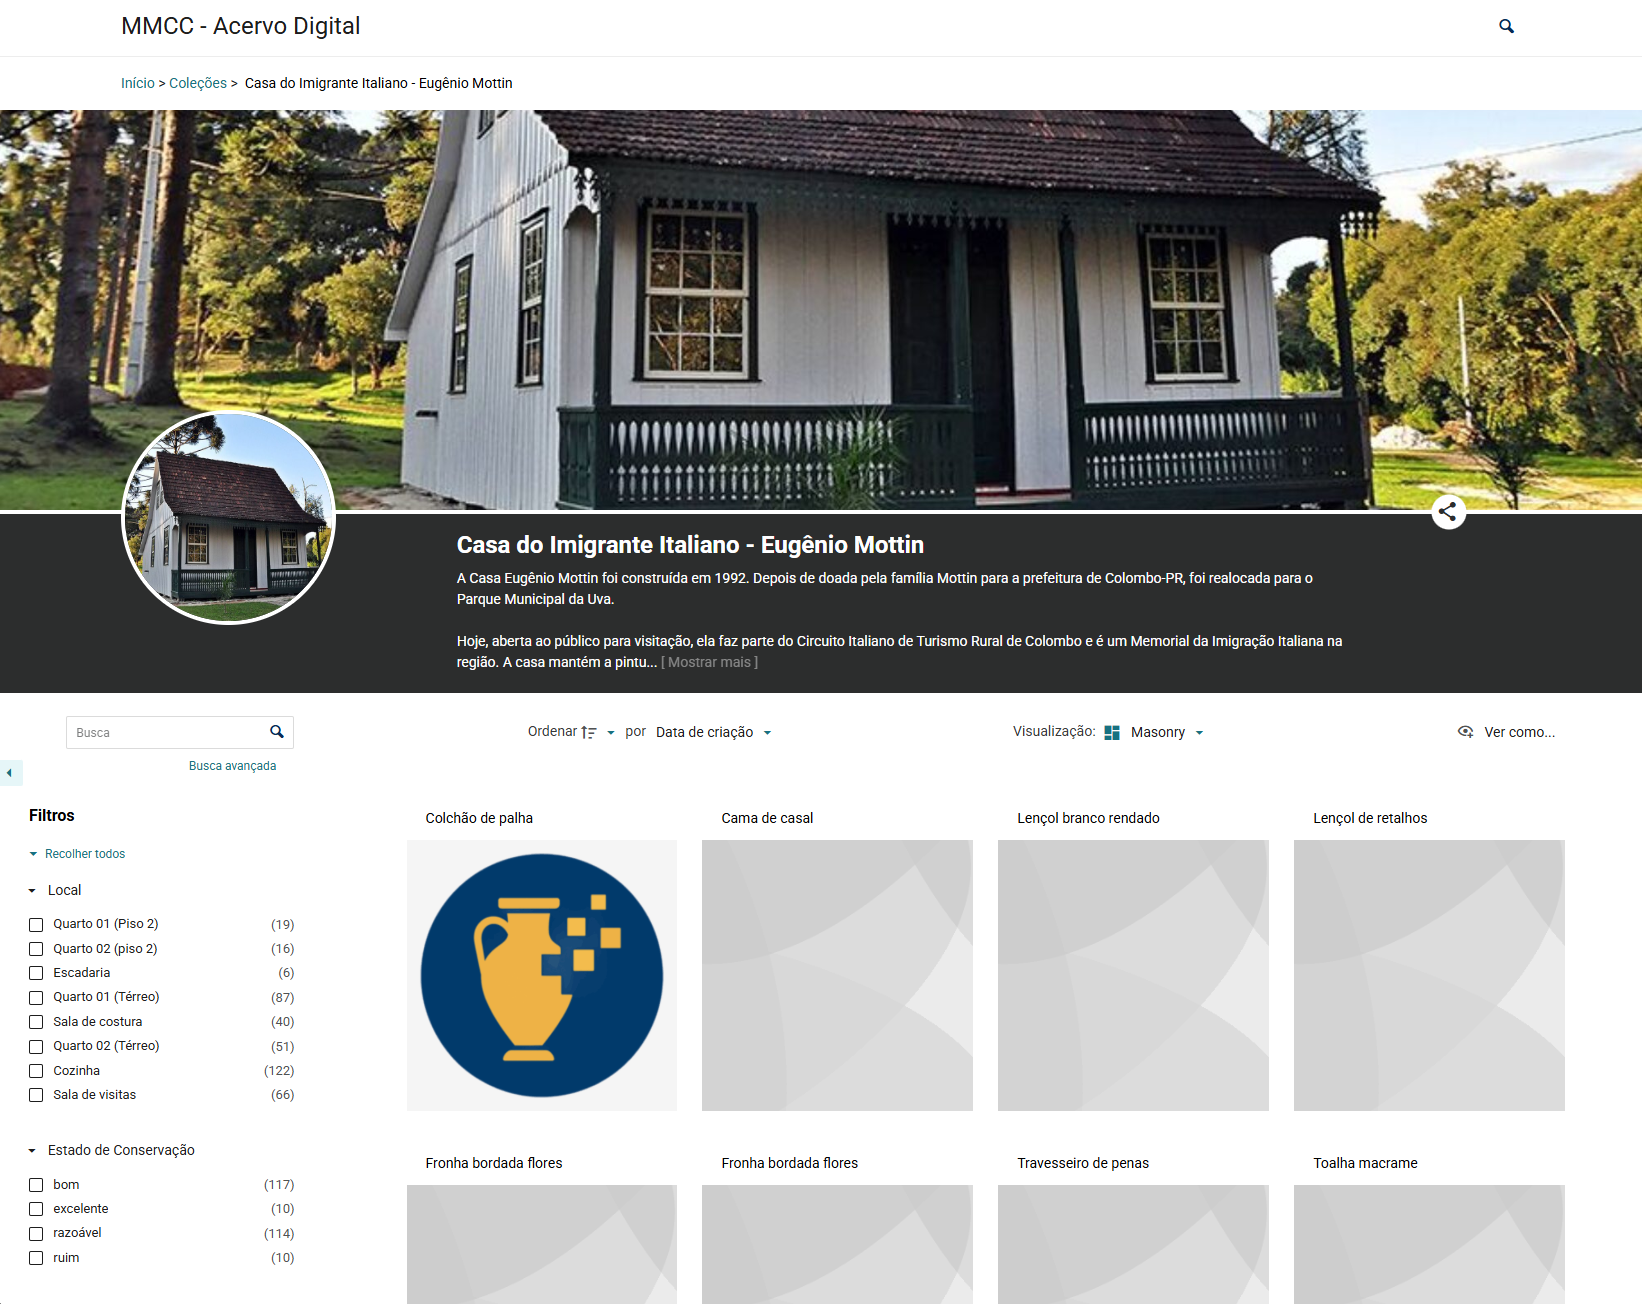 MMCC - Acervo Digital
Início > Coleções > Casa do Imigrante Italiano - Eugênio Mottin
Casa do Imigrante Italiano - Eugênio Mottin
A Casa Eugênio Mottin foi construída em 1992. Depois de doada pela família Mottin para a prefeitura de Colombo-PR, foi realocada para o
Parque Municipal da Uva.
Hoje, aberta ao público para visitação, ela faz parte do Circuito Italiano de Turismo Rural de Colombo e é um Memorial da Imigração Italiana na
região. A casa mantém a pintu... [ Mostrar mais ]
Busca
Ordenar por Data de criação
Visualização: Masonry
Ver como...
Busca avançada
Filtros
Recolher todos
Local
Quarto 01 (Piso 2) (19)
Quarto 02 (piso 2) (16)
Escadaria (6)
Quarto 01 (Térreo) (87)
Sala de costura (40)
Quarto 02 (Térreo) (51)
Cozinha (122)
Sala de visitas (66)
Estado de Conservação
bom (117)
excelente (10)
razoável (114)
ruim (10)
Colchão de palha
Cama de casal
Lençol branco rendado
Lençol de retalhos
Fronha bordada flores
Fronha bordada flores
Travesseiro de penas
Toalha macrame